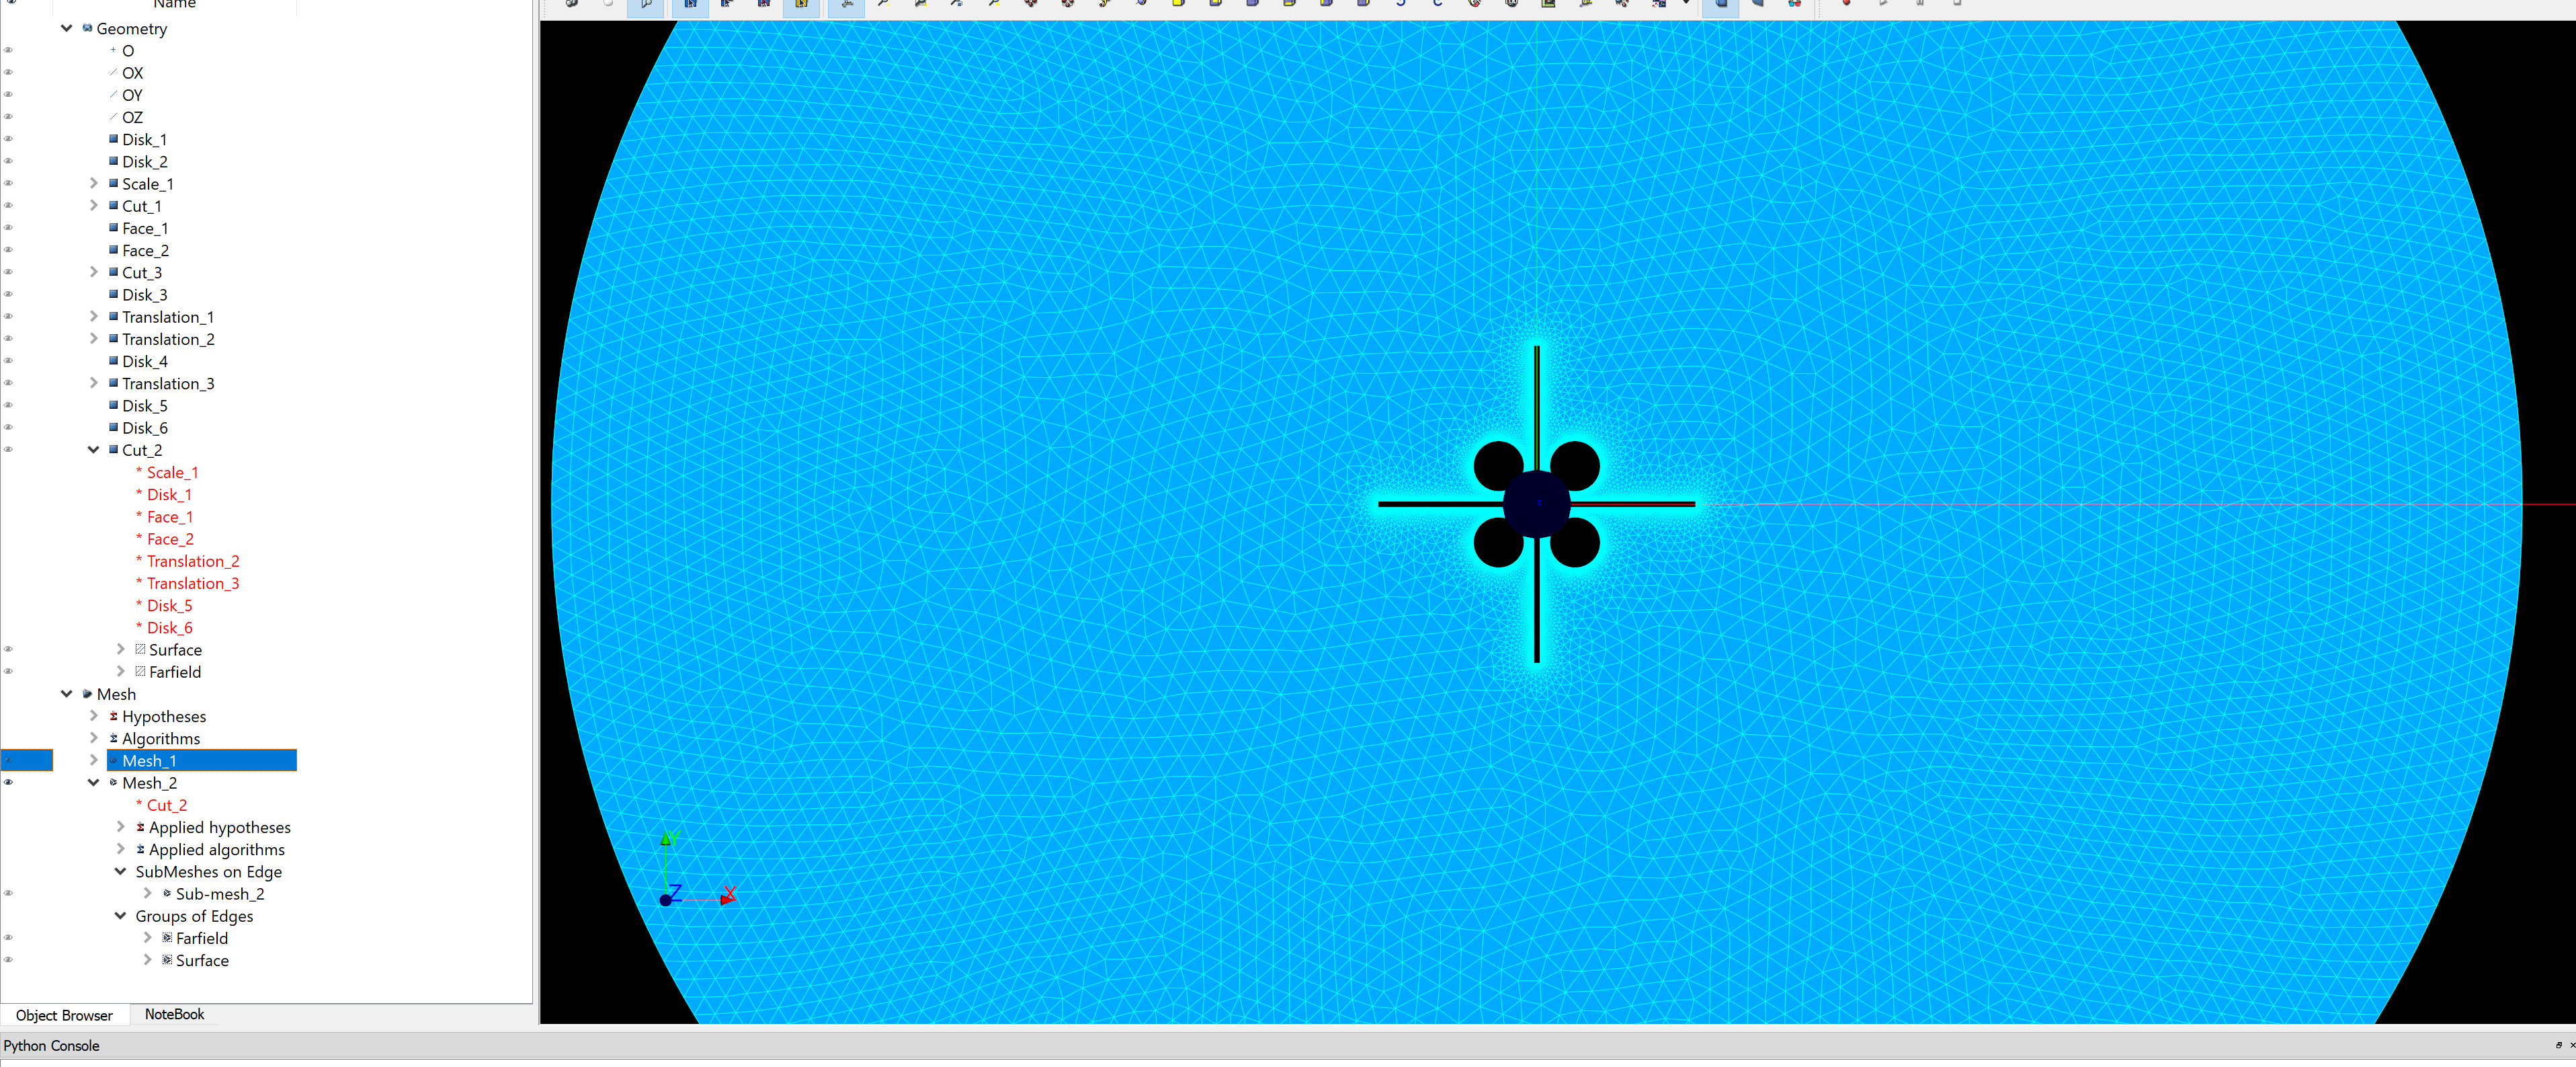 Name
Geometry
O
OX
OY
OZ
Disk_1
Disk_2
Scale_1
Cut_1
Face_1
Face_2
Cut_3
Disk_3
Translation_1
Translation_2
Disk_4
Translation_3
Disk_5
Disk_6
Cut_2
* Scale_1
* Disk_1
* Face_1
* Face_2
* Translation_2
* Translation_3
* Disk_5
* Disk_6
Surface
Farfield
Mesh
Hypotheses
Algorithms
Mesh_1
Mesh_2
* Cut_2
Applied hypotheses
Applied algorithms
SubMeshes on Edge
Sub-mesh_2
Groups of Edges
Farfield
Surface
Y
Z
X
Object Browser
NoteBook
Python Console